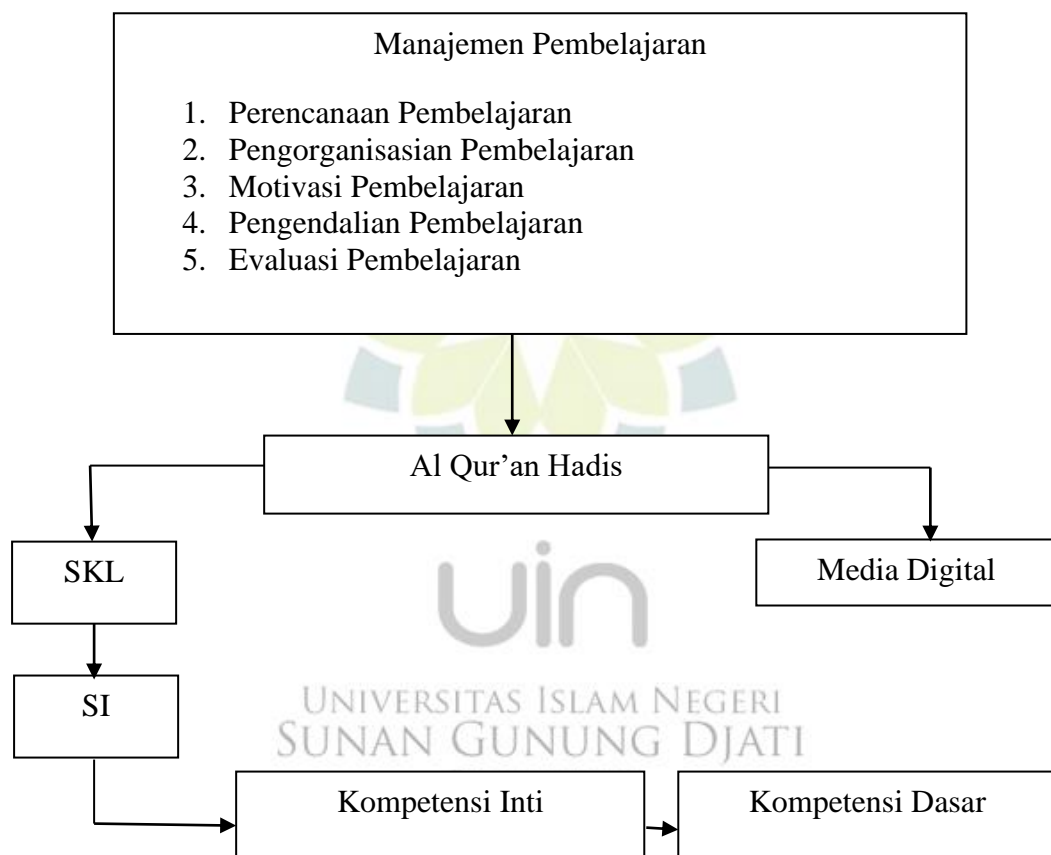 Manajemen Pembelajaran
1. Perencanaan Pembelajaran
2. Pengorganisasian Pembelajaran
3. Motivasi Pembelajaran
4. Pengendalian Pembelajaran
5. Evaluasi Pembelajaran
Al Qur’an Hadis
SKL
Media Digital
uin
SI
UNIVERSITAS ISLAM NEGERI
SUNAN GUNUNG DJATI
Kompetensi Inti
Kompetensi Dasar